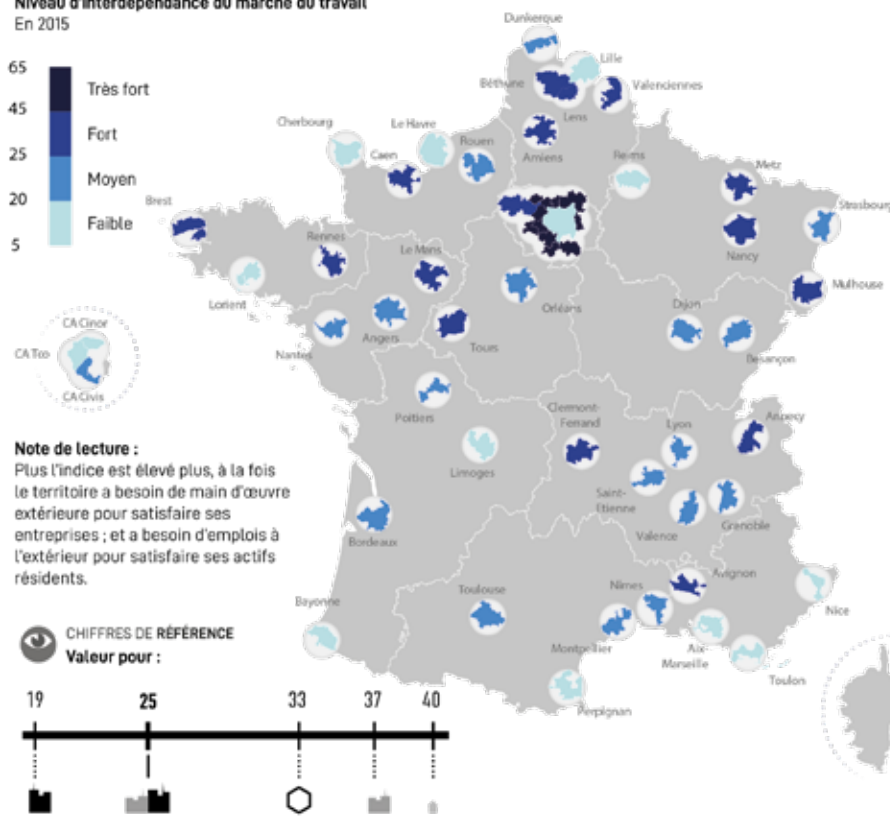 Niveau d'interdépendance du marché du travail
En 2015
65
45
25
20
5
Très fort
Fort
Moyen
Faible
Dunkerque
Lille
Béthune
Valenciennes
Lens
Cherbourg
Le Havre
Rouen
Caen
Amiens
Reims
Metz
Brest
Strasbourg
Rennes
Le Mans
Nancy
Lorient
Mulhouse
Orléans
Angers
Dijon
Nantes
Tours
Besançon
CA Cinor
CA Tco
CA Civis
Poitiers
Clermont-
Ferrand
Lyon
Annecy
Limoges
Saint-
Etienne
Valence
Grenoble
Bordeaux
Note de lecture :
Plus l'indice est élevé plus, à la fois
le territoire a besoin de main d'œuvre
extérieure pour satisfaire ses
entreprises ; et a besoin d'emplois à
l'extérieur pour satisfaire ses actifs
résidents.
Toulouse
Nîmes
Avignon
Nice
Bayonne
Montpellier
Aix-
Marseille
Toulon
Perpignan
CHIFFRES DE RÉFÉRENCE
Valeur pour :
19 25 33 37 40